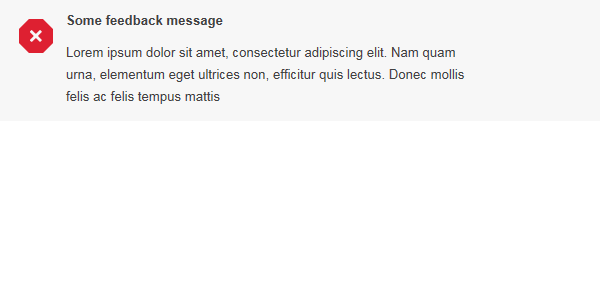 Some feedback message
Lorem ipsum dolor sit amet, consectetur adipiscing elit. Nam quam
urna, elementum eget ultrices non, efficitur quis lectus. Donec mollis
felis ac felis tempus mattis